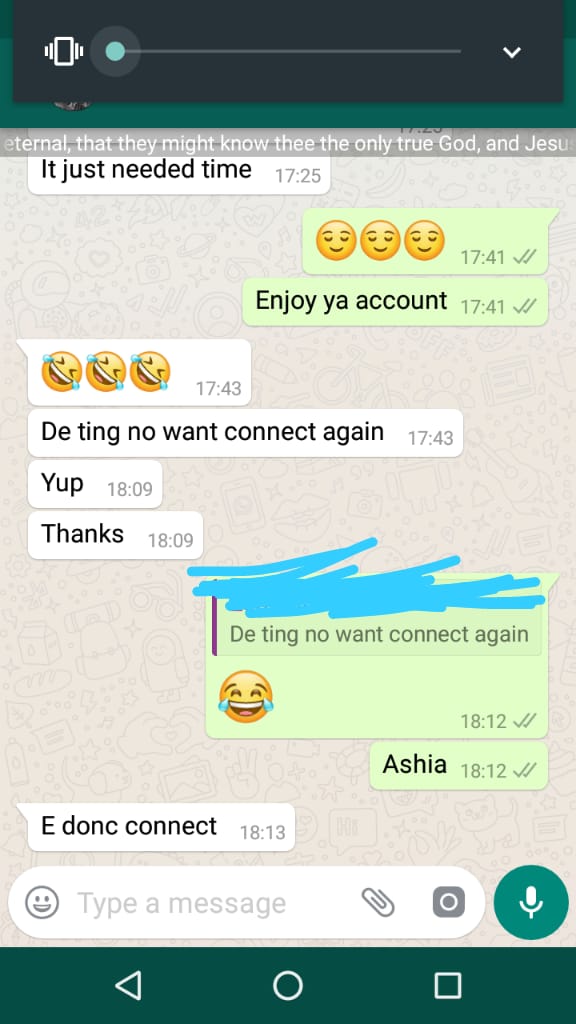 17:25
eternal, that they might know thee the only true God, and Jesu
It just needed time 17:25
17:41
Enjoy ya account 17:41
17:43
De ting no want connect again 17:43
Yup 18:09
Thanks 18:09
De ting no want connect again
18:12
Ashia 18:12
E donc connect 18:13
Type a message